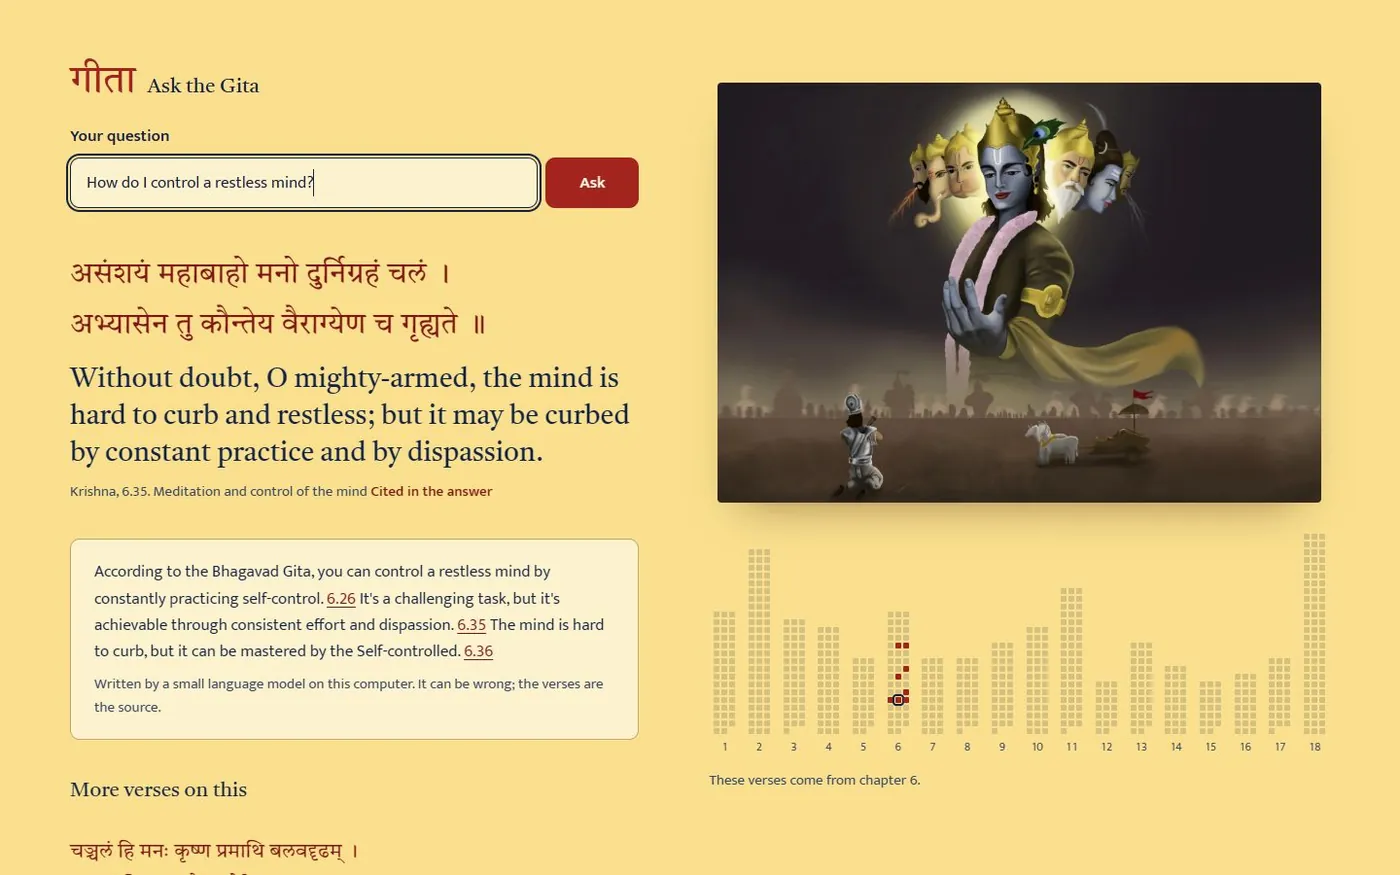 गीता Ask the Gita
Your question
How do I control a restless mind?
Ask
असंशयं महाबाहो मनो दुर्निग्रहं चलं ।
अभ्यासेन तु कौन्तेय वैराग्येण च गृह्यते ॥
Without doubt, O mighty-armed, the mind is
hard to curb and restless; but it may be curbed
by constant practice and by dispassion.
Krishna, 6.35. Meditation and control of the mind Cited in the answer
According to the Bhagavad Gita, you can control a restless mind by
constantly practicing self-control. 6.26 It's a challenging task, but it's
achievable through consistent effort and dispassion. 6.35 The mind is hard
to curb, but it can be mastered by the Self-controlled. 6.36
Written by a small language model on this computer. It can be wrong; the verses are
the source.
More verses on this
चञ्चलं हि मनः कृष्ण प्रमाथि बलवद्दृढम् ।
1 2 3 4 5 6 7 8 9 10 11 12 13 14 15 16 17 18
These verses come from chapter 6.